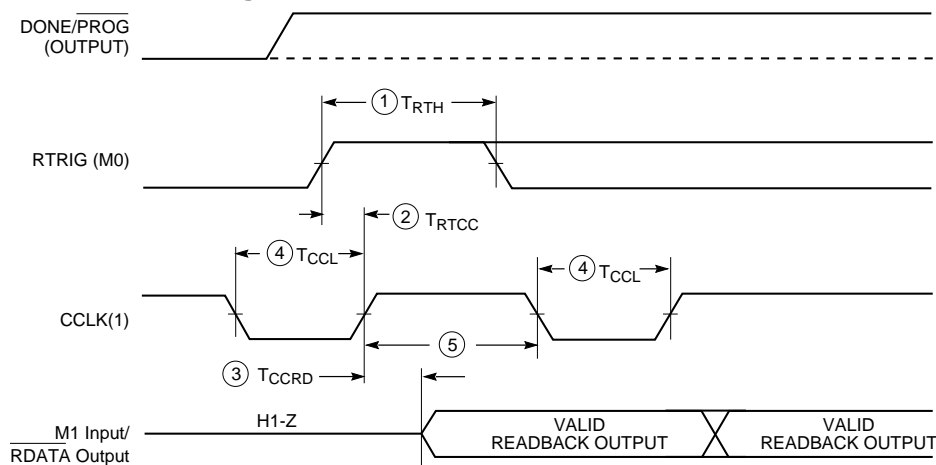 DONE/PROG
(OUTPUT)
① TRTH
RTRIG (M0)
② TRTCC
④ TCCL
④ TCCL
CCLK(1)
⑤
③ TCCRD
H1-Z
M1 Input/
RDATA Output
VALID
READBACK OUTPUT
VALID
READBACK OUTPUT